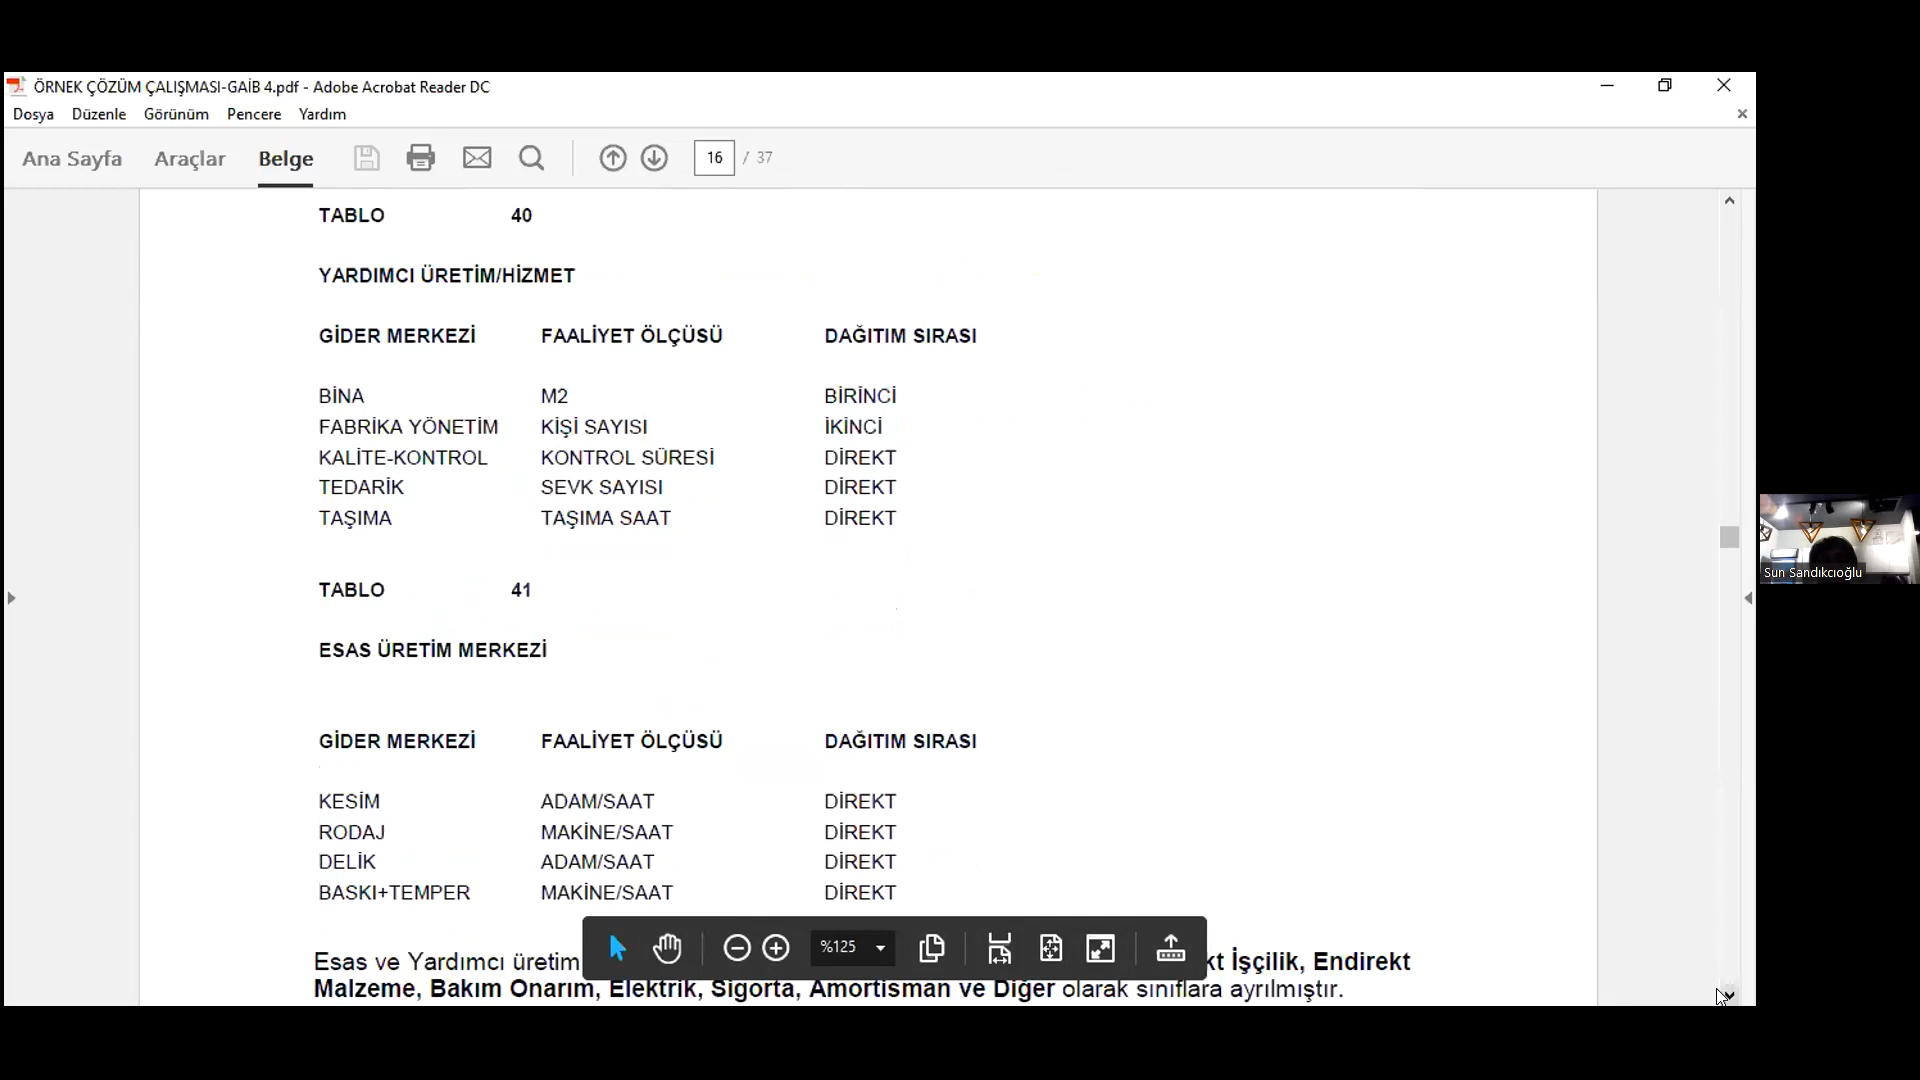 ÖRNEK ÇÖZÜM ÇALIŞMASI-GAİB 4.pdf - Adobe Acrobat Reader DC
Dosya Düzenle Görünüm Pencere Yardım
Ana Sayfa Araçlar Belge 16 / 37
TABLO 40
YARDIMCI ÜRETİM/HİZMET
GİDER MERKEZİ FAALİYET ÖLÇÜSÜ DAĞITIM SIRASI
BİNA M2 BİRİNCİ
FABRİKA YÖNETİM KİŞİ SAYISI İKİNCİ
KALİTE-KONTROL KONTROL SÜRESİ DİREKT
TEDARİK SEVK SAYISI DİREKT
TAŞIMA TAŞIMA SAAT DİREKT
TABLO 41
ESAS ÜRETİM MERKEZİ
GİDER MERKEZİ FAALİYET ÖLÇÜSÜ DAĞITIM SIRASI
KESİM ADAM/SAAT DİREKT
RODAJ MAKİNE/SAAT DİREKT
DELİK ADAM/SAAT DİREKT
BASKI+TEMPER MAKİNE/SAAT DİREKT
%125
Esas ve Yardımcı üretim kt İşçilik, Endirekt
Malzeme, Bakım Onarım, Elektrik, Sigorta, Amortisman ve Diğer olarak sınıflara ayrılmıştır.
Sun Sandıkcıoğlu